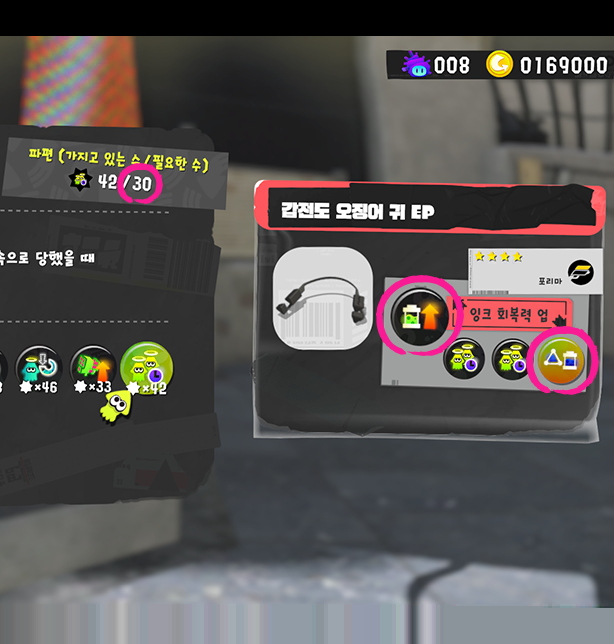 008 0169000
파편 (가지고 있는 수/필요한 수)
42/30
감전도 오징어 귀 EP
포리마
잉크 회복력 업
속으로 당했을 때
×46 ×33 ×42